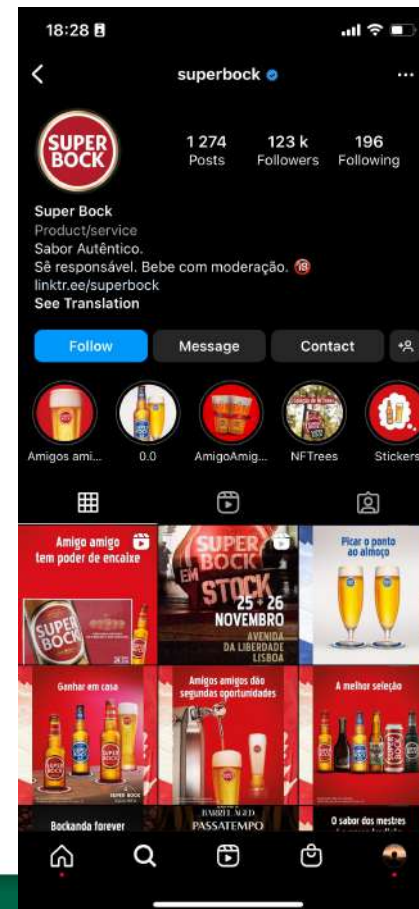 18:28
superbock
SUPER
BOCK
1 274
Posts
123 k
Followers
196
Following
Super Bock
Product/service
Sabor Autêntico.
Sê responsável. Bebe com moderação. 🔞
linktr.ee/superbock
See Translation
Follow
Message
Contact
Amigos ami...
0.0
AmigoAmig...
NFTrees
Stickers
Amigo amigo
tem poder de encaixe
SUPER
BOCK
SUPER
BOCK
EM
STOCK
25 + 26
NOVEMBRO
AVENIDA
DA LIBERDADE
LISBOA
Picar o ponto
ao almoço
Ganhar em casa
SUPER BOCK
Amigos amigos dão
segundas oportunidades
A melhor seleção
Bockanda forever
BARREL AGED
PASSATEMPO
O sabor dos mestres